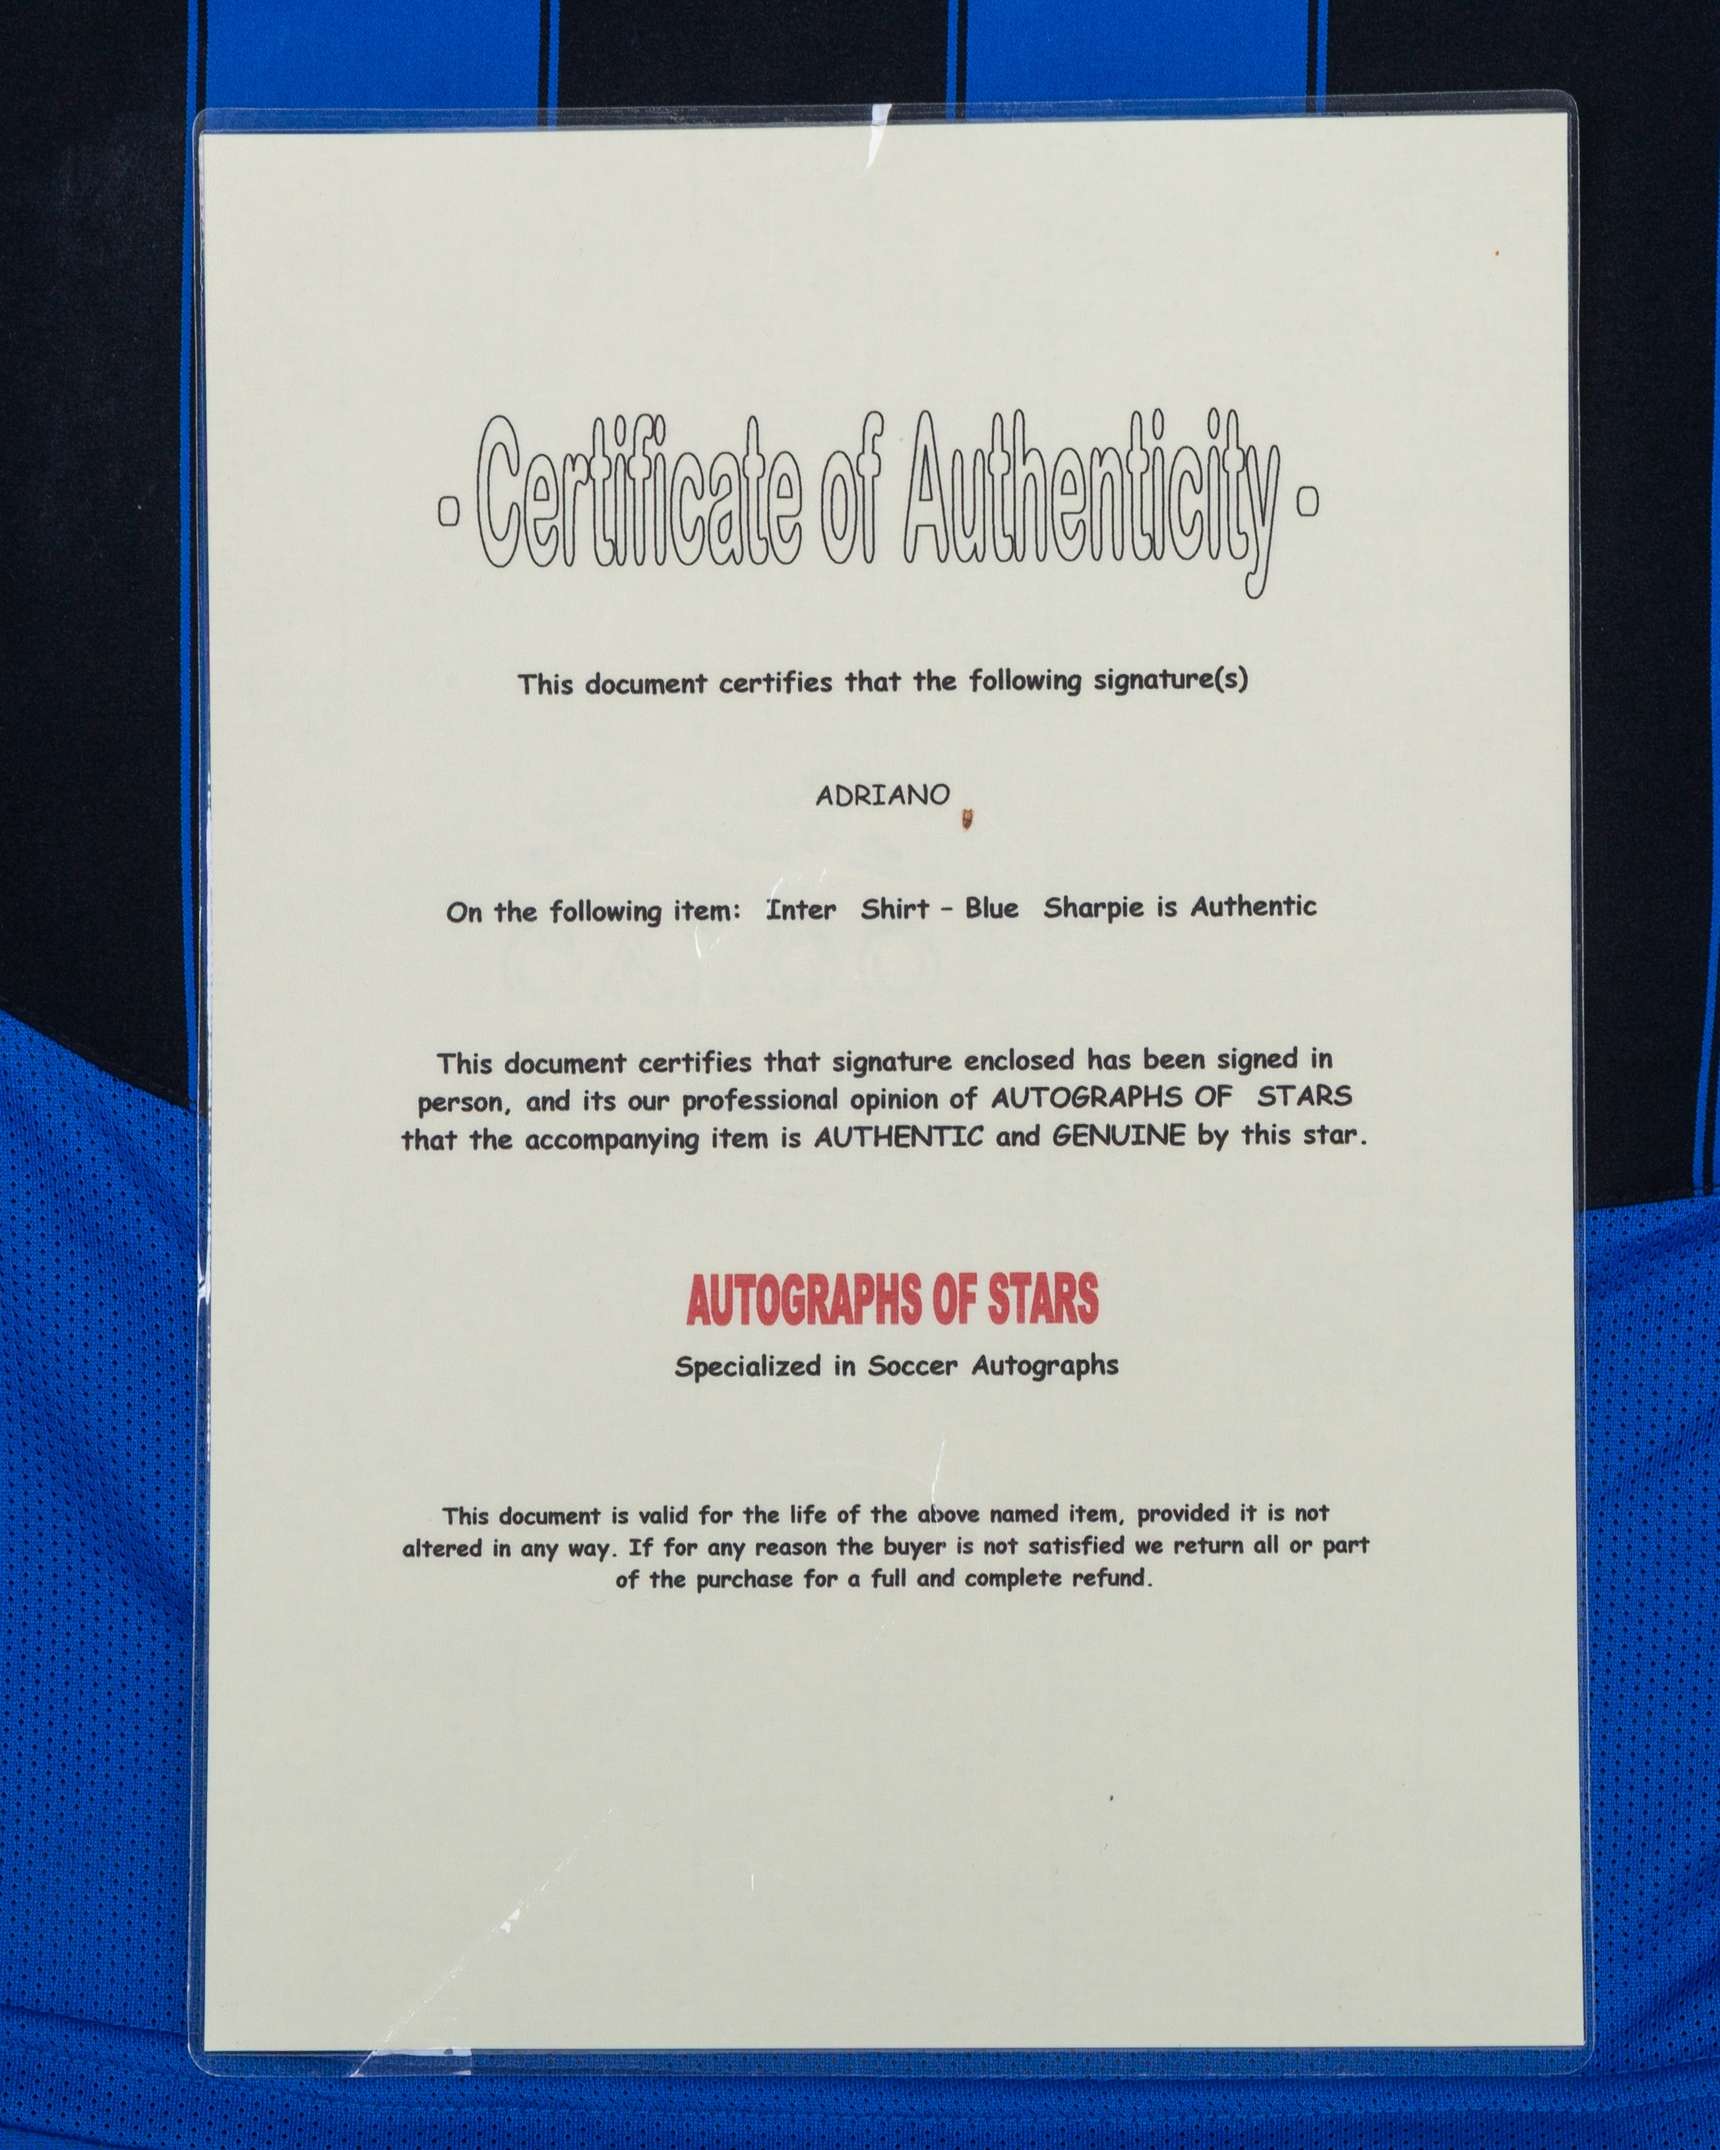 - Certificate of Authenticity -
This document certifies that the following signature(s)
ADRIANO
On the following item: Inter Shirt - Blue Sharpie is Authentic
This document certifies that signature enclosed has been signed in
person, and its our professional opinion of AUTOGRAPHS OF STARS
that the accompanying item is AUTHENTIC and GENUINE by this star.
AUTOGRAPHS OF STARS
Specialized in Soccer Autographs
This document is valid for the life of the above named item, provided it is not
altered in any way. If for any reason the buyer is not satisfied we return all or part
of the purchase for a full and complete refund.